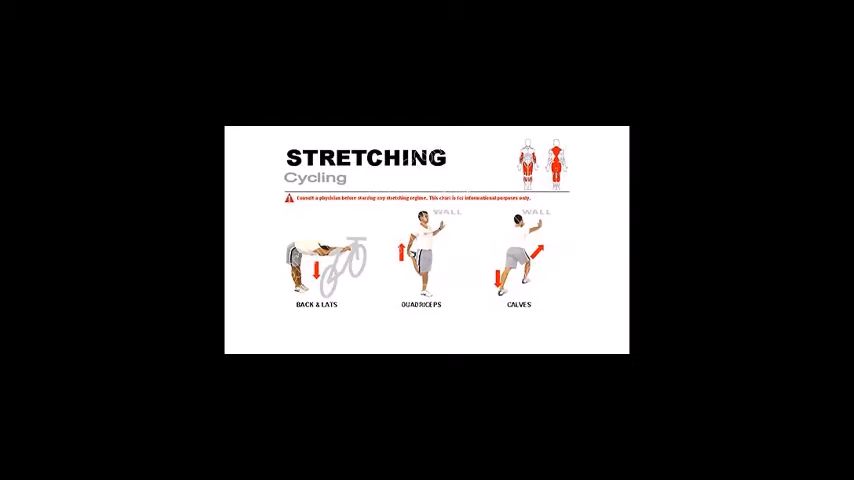 STRETCHING
Cycling
Consult a physician before starting any stretching regime. This chart is for informational purposes only.
WALL
WALL
BACK & LATS
QUADRICEPS
CALVES